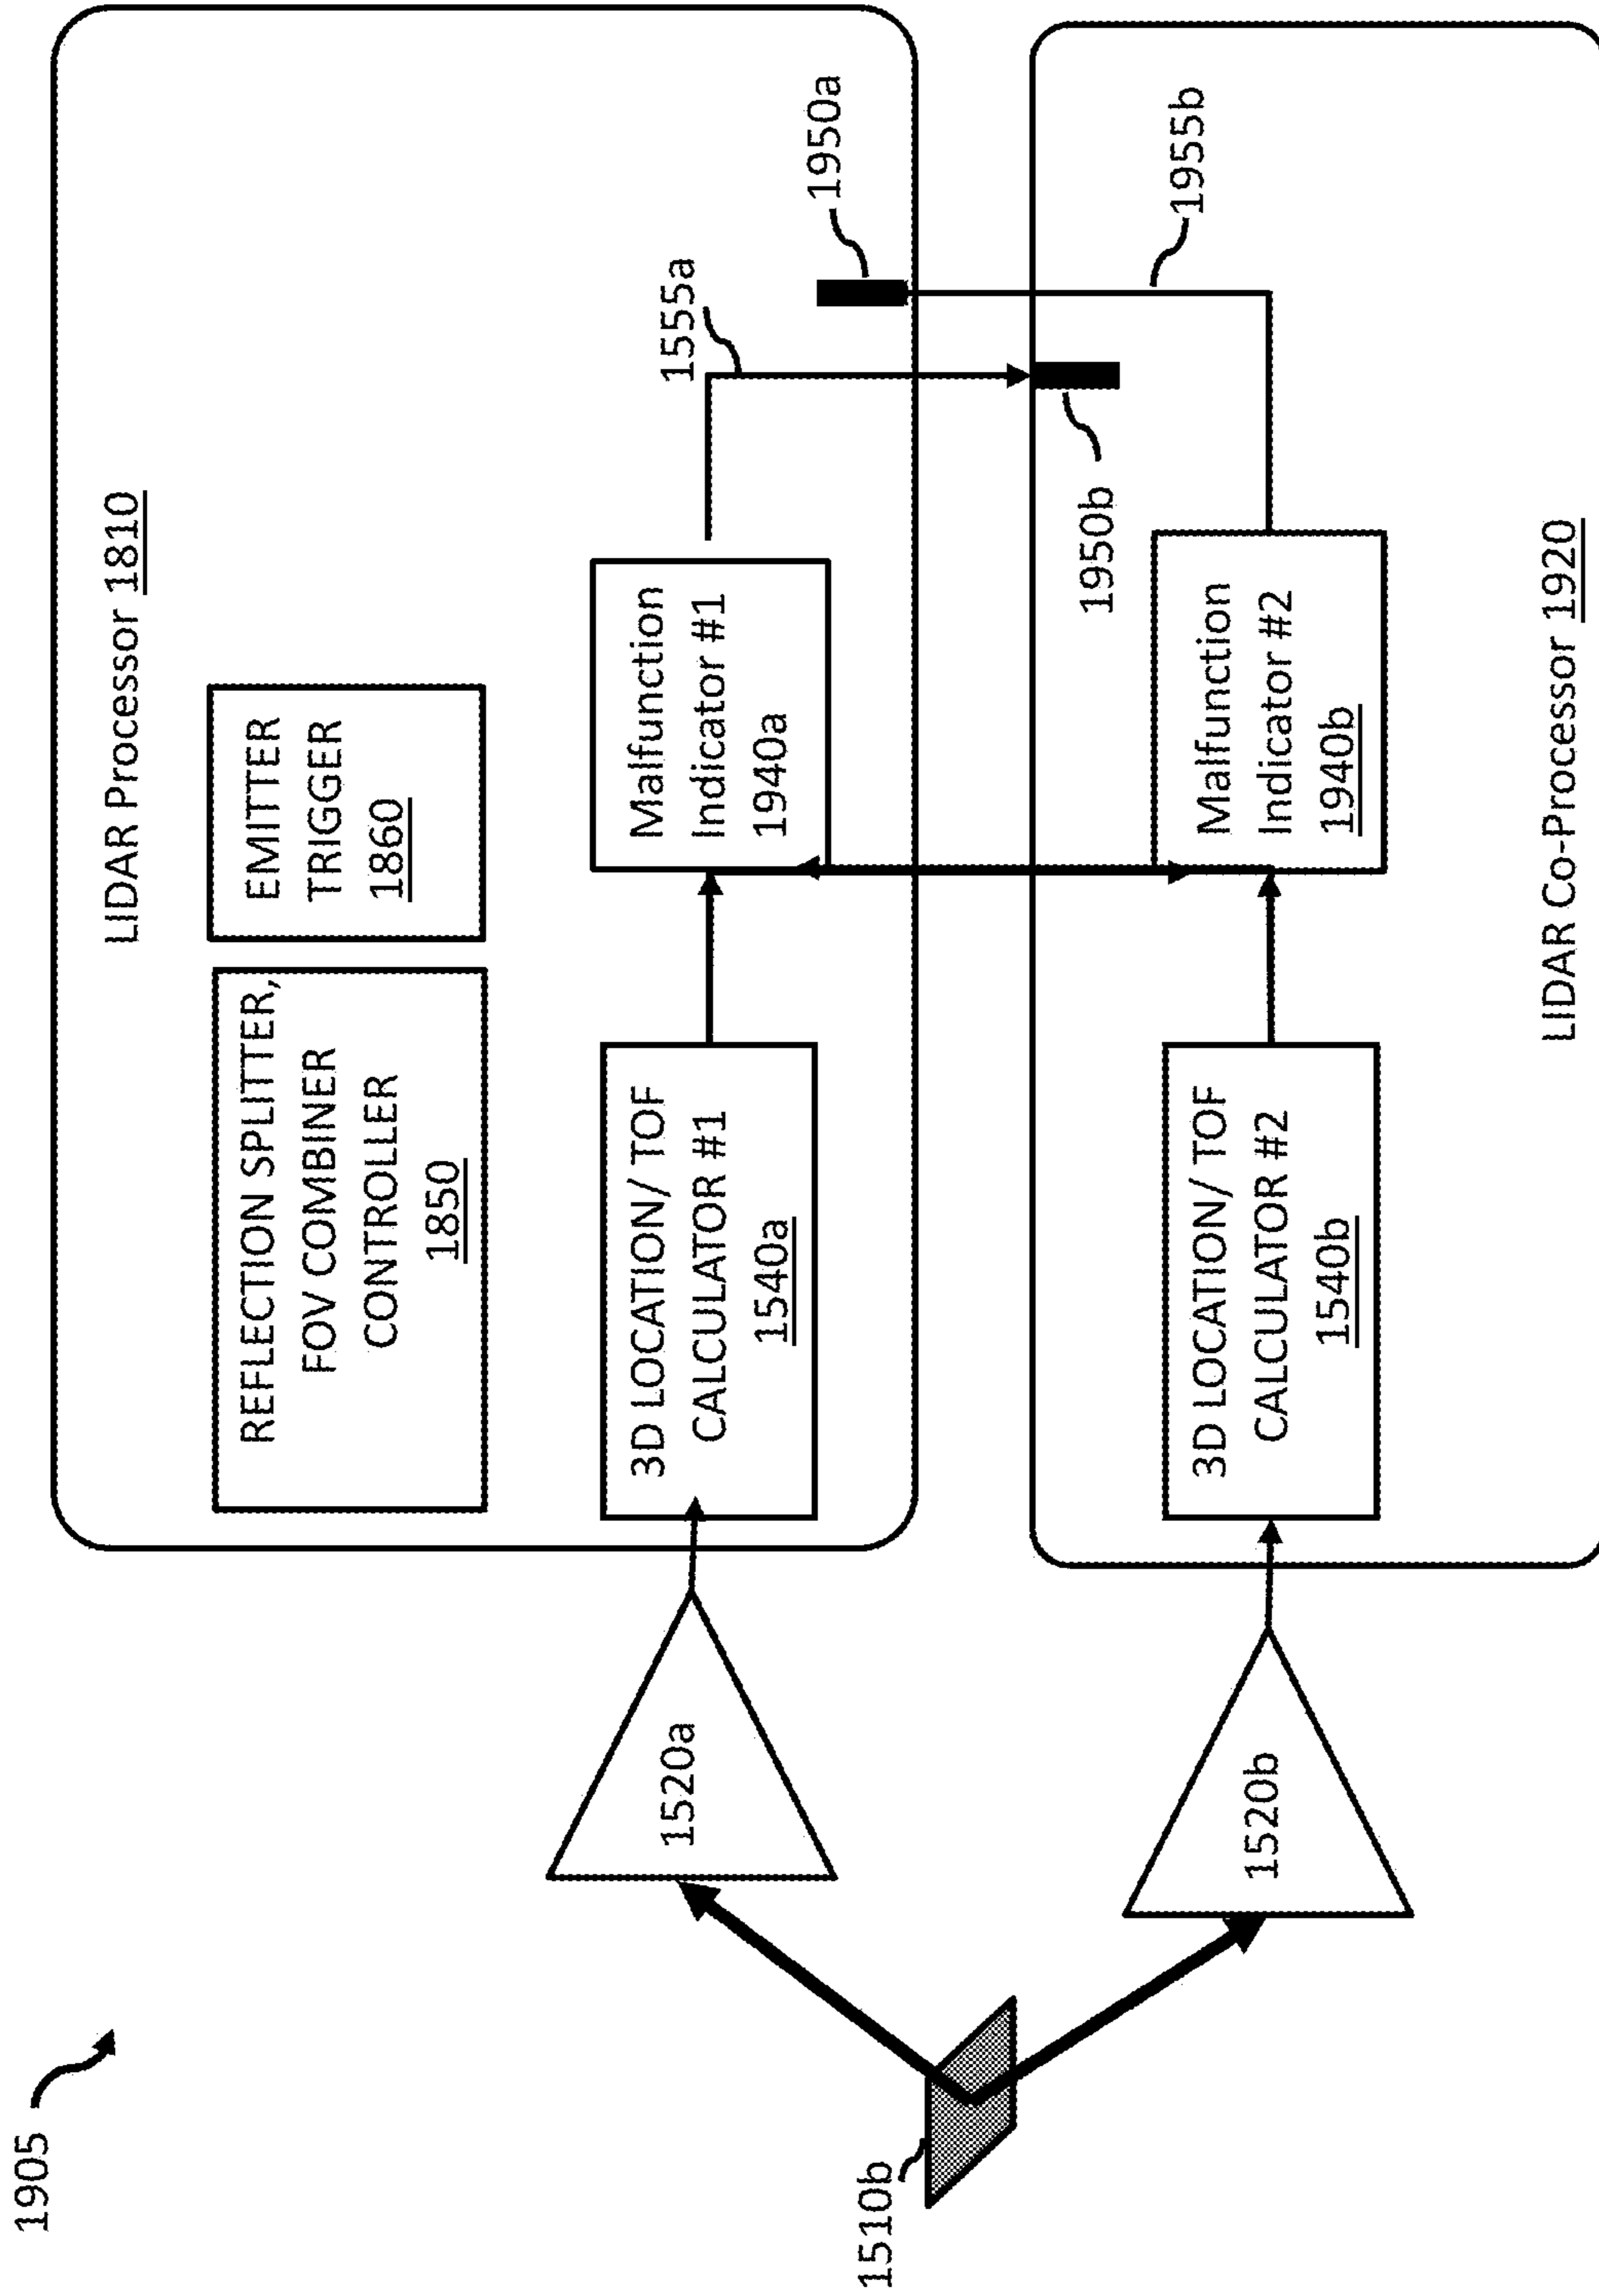 1905
LIDAR Processor 1810
REFLECTION SPLITTER,
FOV COMBINER
CONTROLLER
1850
EMITTER
TRIGGER
1860
1520a
3D LOCATION/ TOF
CALCULATOR #1
1540a
Malfunction
Indicator #1
1940a
1555a
1950a
1510b
1520b
3D LOCATION/ TOF
CALCULATOR #2
1540b
Malfunction
Indicator #2
1940b
1950b
1955b
LIDAR Co-Processor 1920